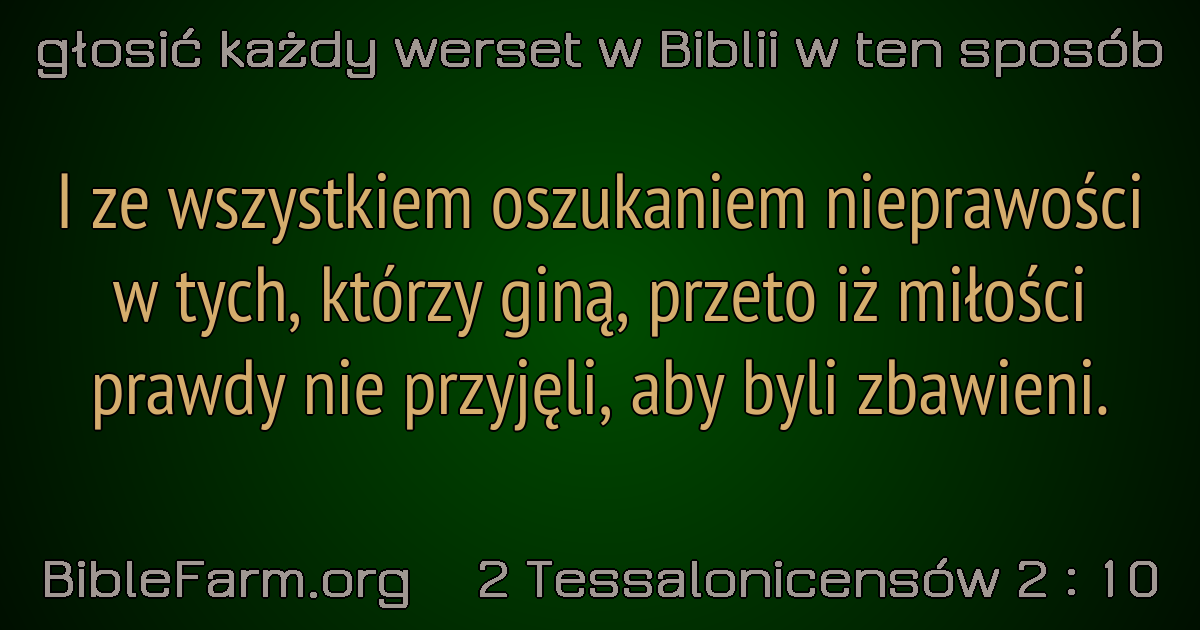 głosić każdy werset w Biblii w ten sposób
I ze wszystkiem oszukaniem nieprawości
w tych, którzy giną, przeto iż miłości
prawdy nie przyjęli, aby byli zbawieni.
BibleFarm.org 2 Tessalonicensów 2 : 10